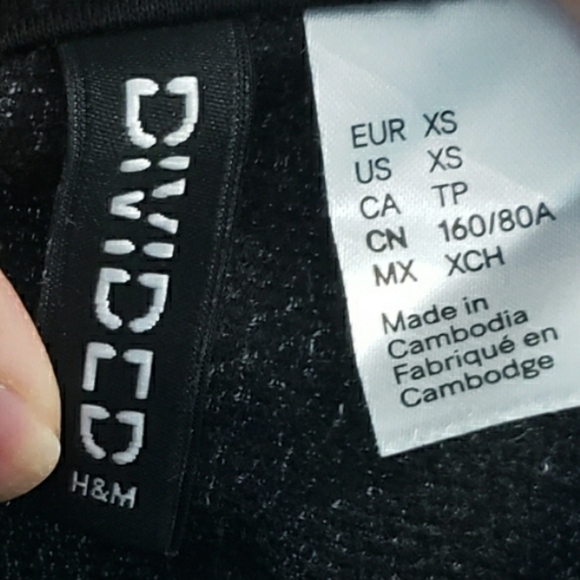 DIVIDED
H&M
EUR XS
US XS
CA TP
CN 160/80A
MX XCH
Made in
Cambodia
Fabriqué en
Cambodge